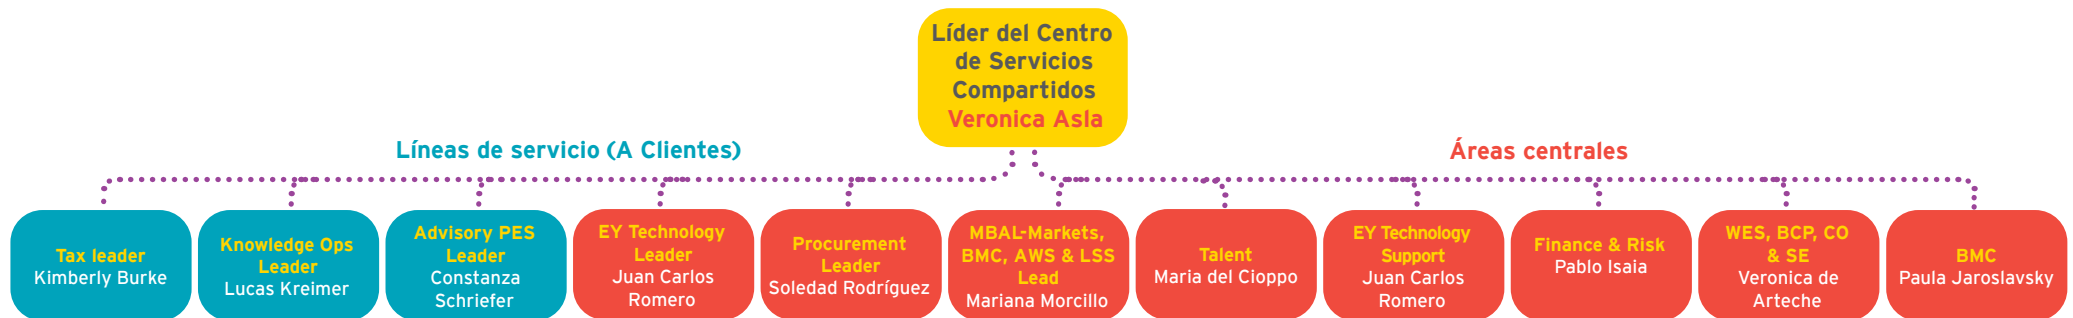 Líder del Centro
de Servicios
Compartidos
Veronica Asla
Líneas de servicio (A Clientes)
Áreas centrales
Tax leader
Kimberly Burke
Knowledge Ops
Leader
Lucas Kreimer
Advisory PES
Leader
Constanza
Schriefer
EY Technology
Leader
Juan Carlos
Romero
Procurement
Leader
Soledad Rodríguez
MBAL-Markets,
BMC, AWS & LSS
Lead
Mariana Morcillo
Talent
Maria del Cioppo
EY Technology
Support
Juan Carlos
Romero
Finance & Risk
Pablo Isaia
WES, BCP, CO
& SE
Veronica de
Arteche
BMC
Paula Jaroslavsky